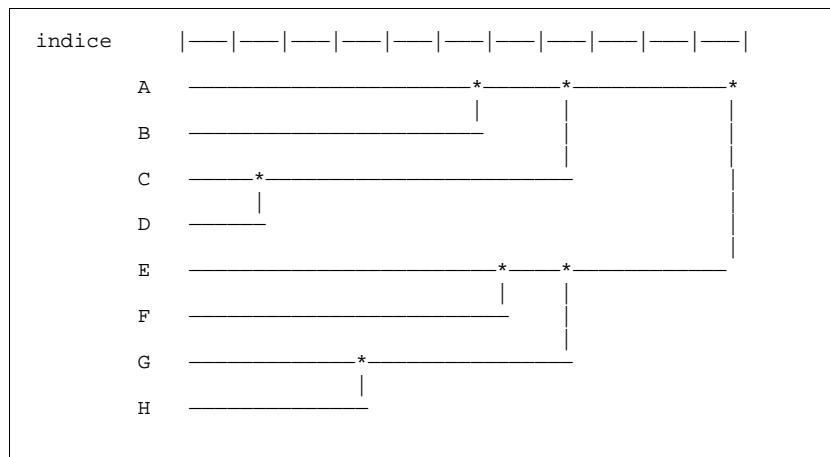 indice |———|———|———|———|———|———|———|———|———|———|———|
A ——————————————————————*——————*—————————————*
B
C —————*————————————————————————
D
E ————————————————————————*————*————————————
F
G —————————————*————————————————
H